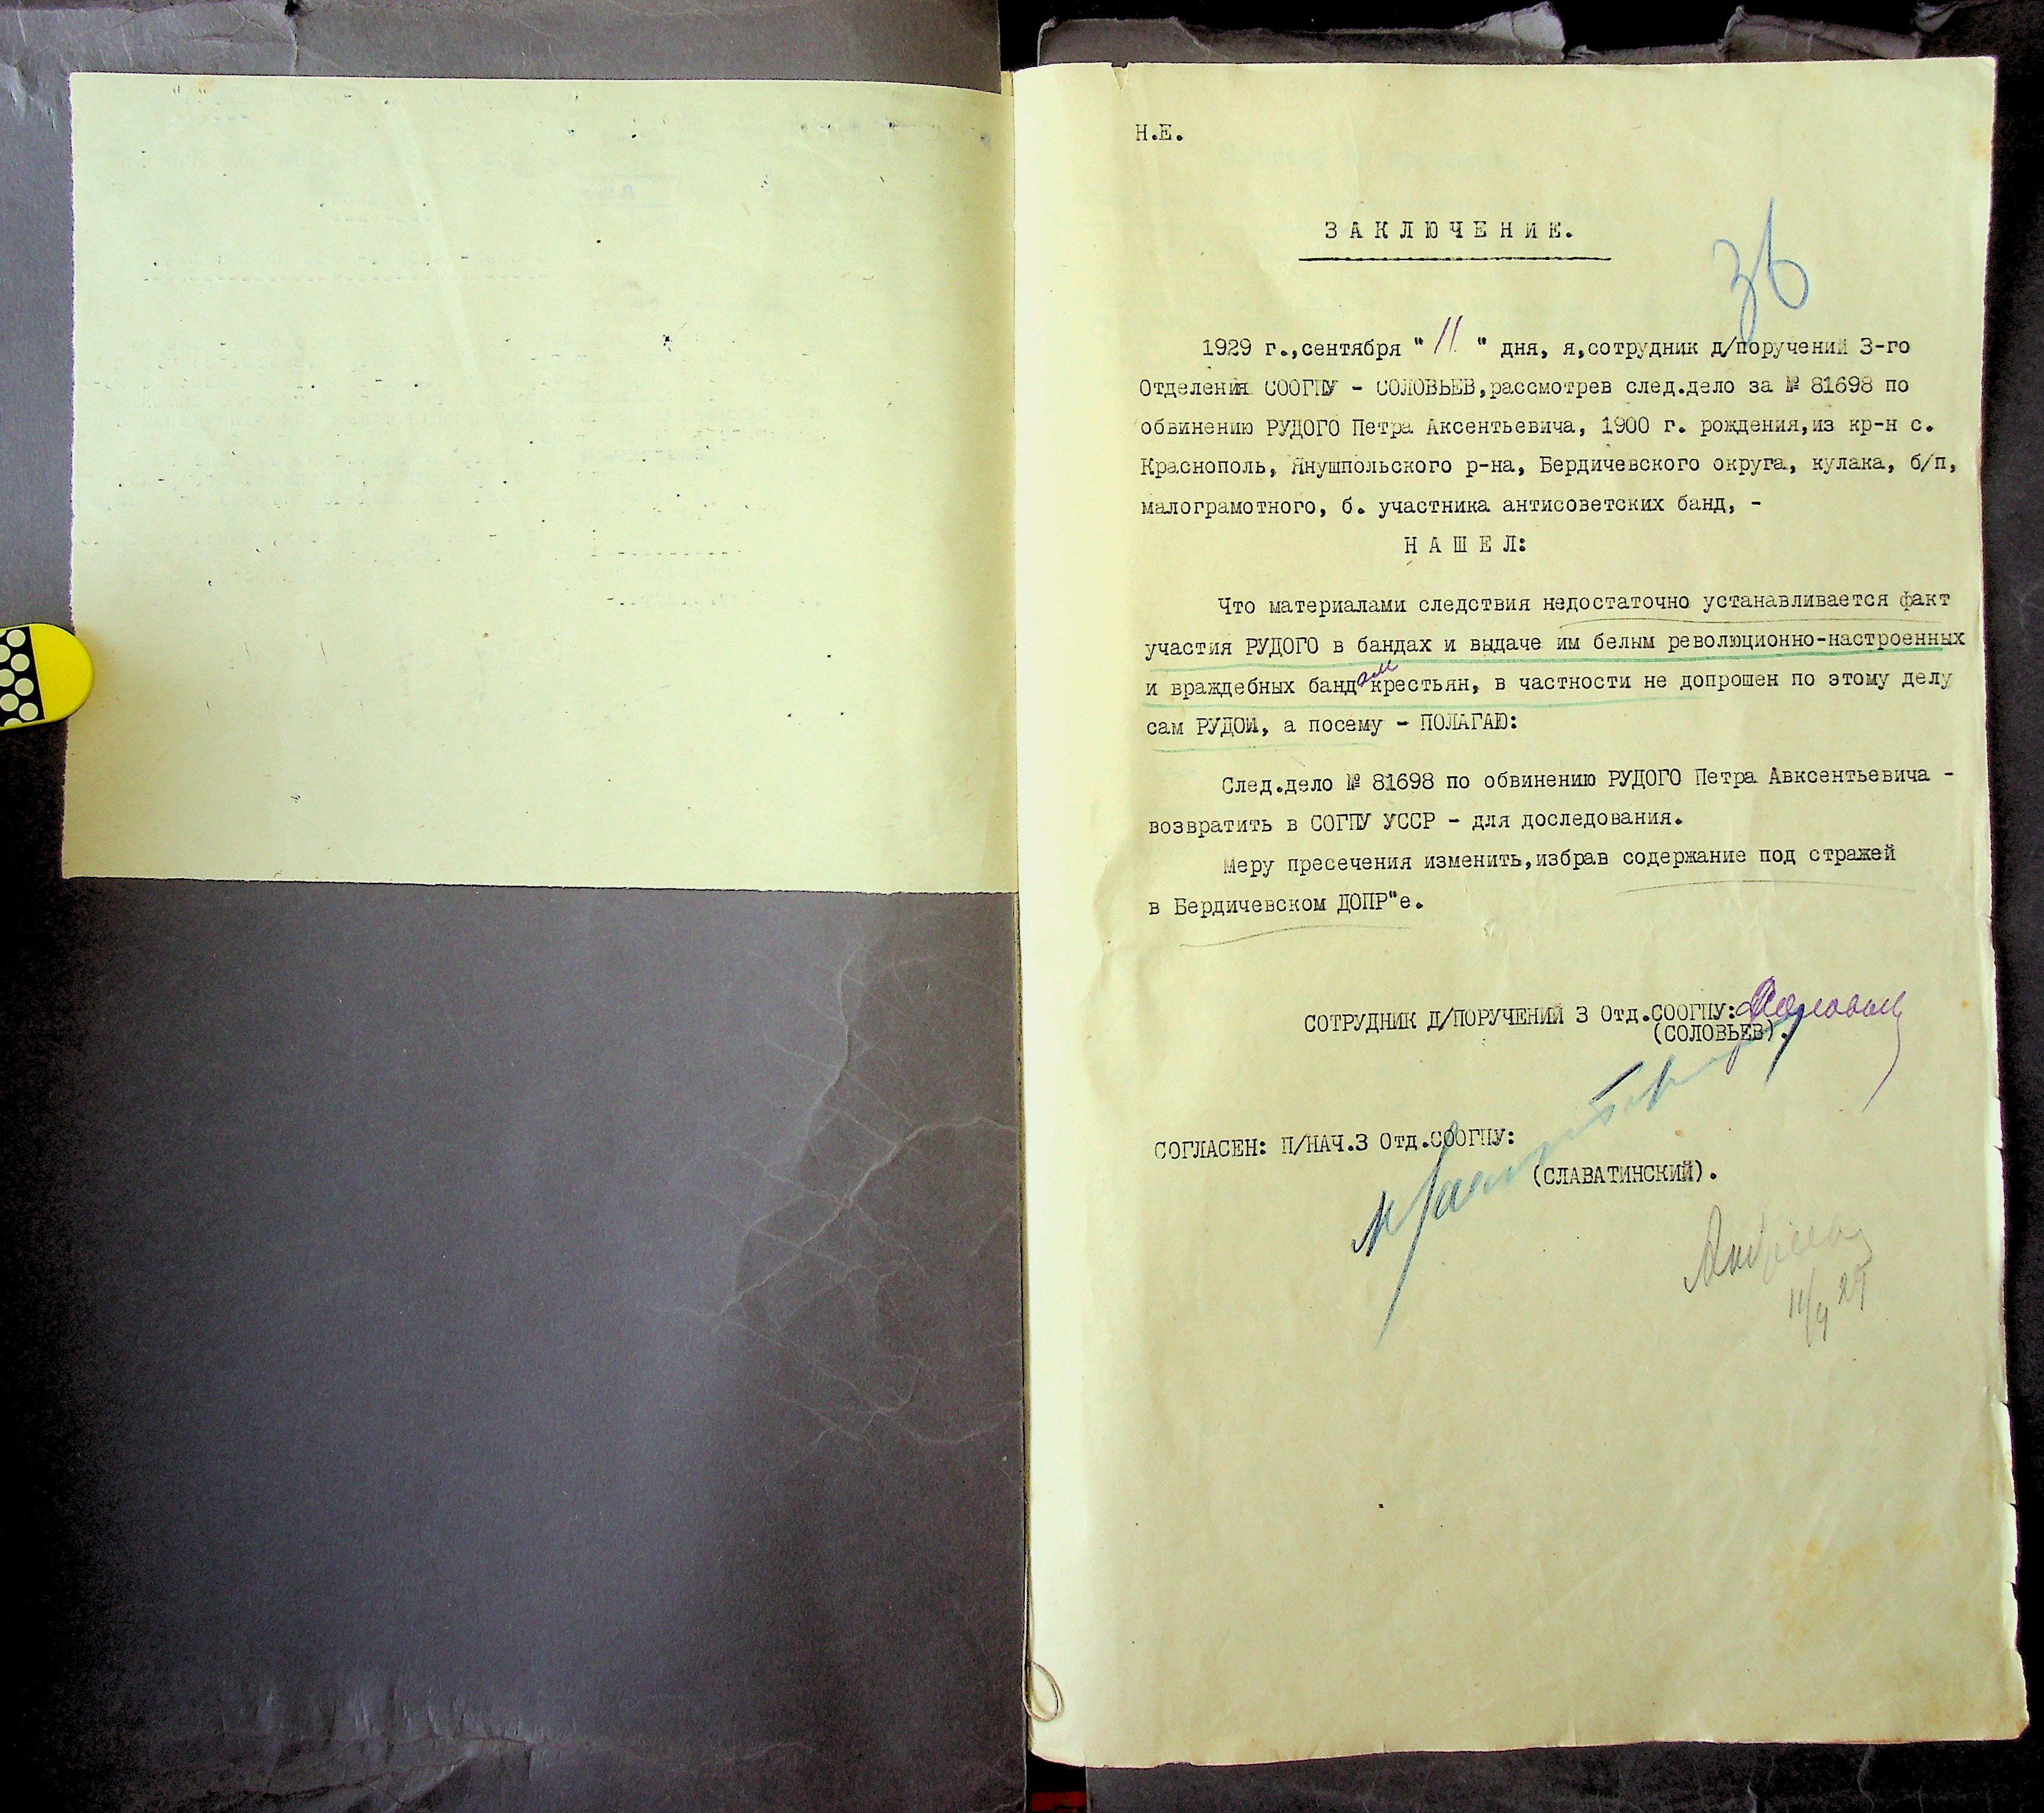 Н.Е.
З А К Л Ю Ч Е Н И Е.
36
1929 г.,сентября " 11 " дня, я,сотрудник д/поручений 3-го
Отделения СООГПУ - СОЛОВЬЕВ,рассмотрев след.дело за № 81698 по
обвинению РУДОГО Петра Аксентьевича, 1900 г. рождения,из кр-н с.
Краснополь, Янушпольского р-на, Бердичевского округа, кулака, б/п,
малограмотного, б. участника антисоветских банд, -
Н А Ш Е Л:
Что материалами следствия недостаточно устанавливается факт
участия РУДОГО в бандах и выдаче им белым революционно-настроенных
и враждебных бандам крестьян, в частности не допрошен по этому делу
сам РУДОЙ, а посему - ПОЛАГАЮ:
След.дело № 81698 по обвинению РУДОГО Петра Авксентьевича -
возвратить в СОГПУ УССР - для доследования.
Меру пресечения изменить,избрав содержание под стражей
в Бердичевском ДОПР"е.
СОТРУДНИК Д/ПОРУЧЕНИЙ 3 Отд.СООГПУ:
(СОЛОВЬЕВ).
СОГЛАСЕН: П/НАЧ.3 Отд.СООГПУ:
(СЛАВАТИНСКИЙ).
11/9 29